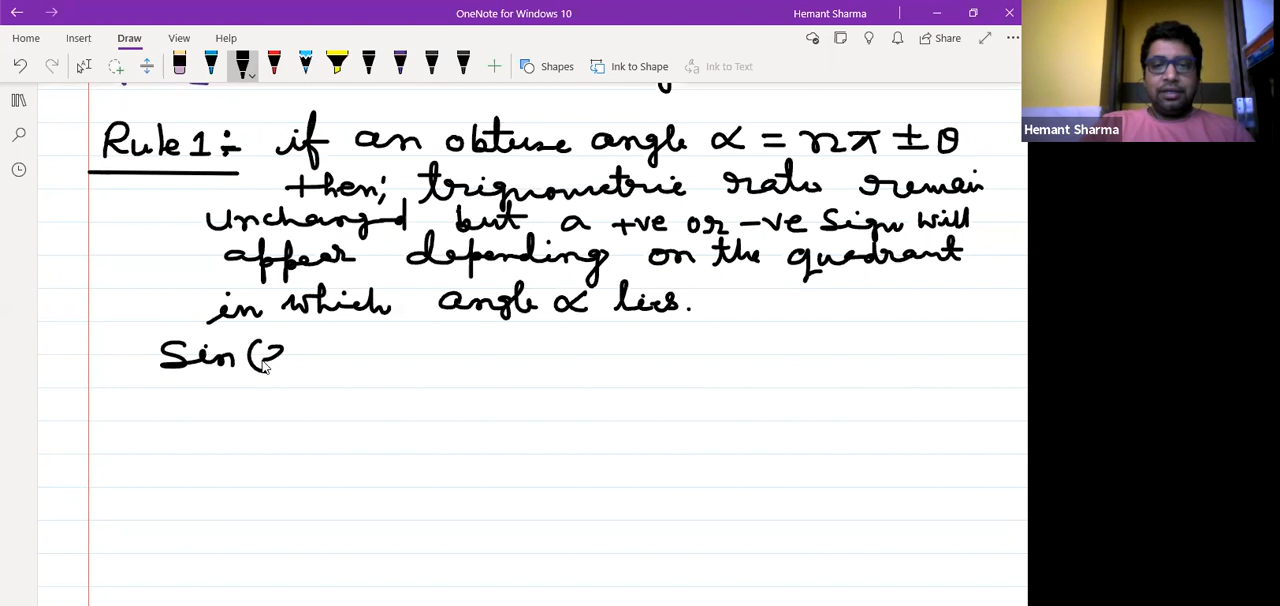 OneNote for Windows 10
Hemant Sharma
Home Insert Draw View Help
Share
Shapes
Ink to Shape
Ink to Text
Hemant Sharma
Rule 1 :- if an obtuse angle α = nπ ± θ
then; trignometric ratio remain
unchanged but a +ve or -ve sign will
appear depending on the quadrant
in which angle α lies.
Sin (2